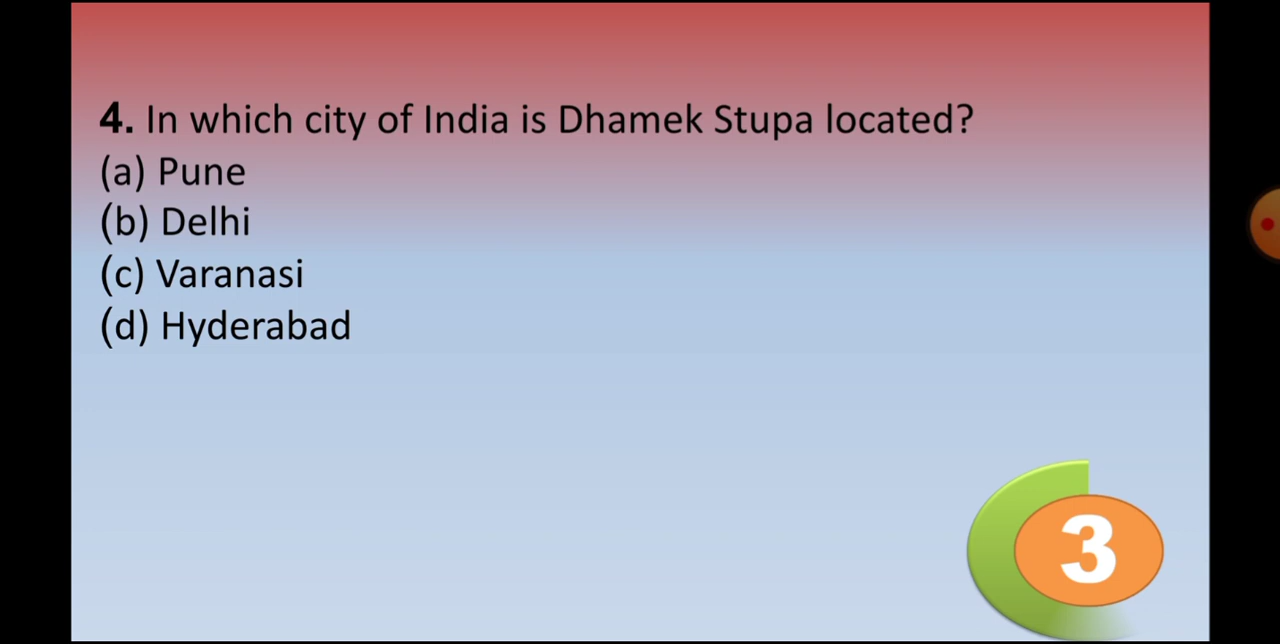 4. In which city of India is Dhamek Stupa located?
(a) Pune
(b) Delhi
(c) Varanasi
(d) Hyderabad
3